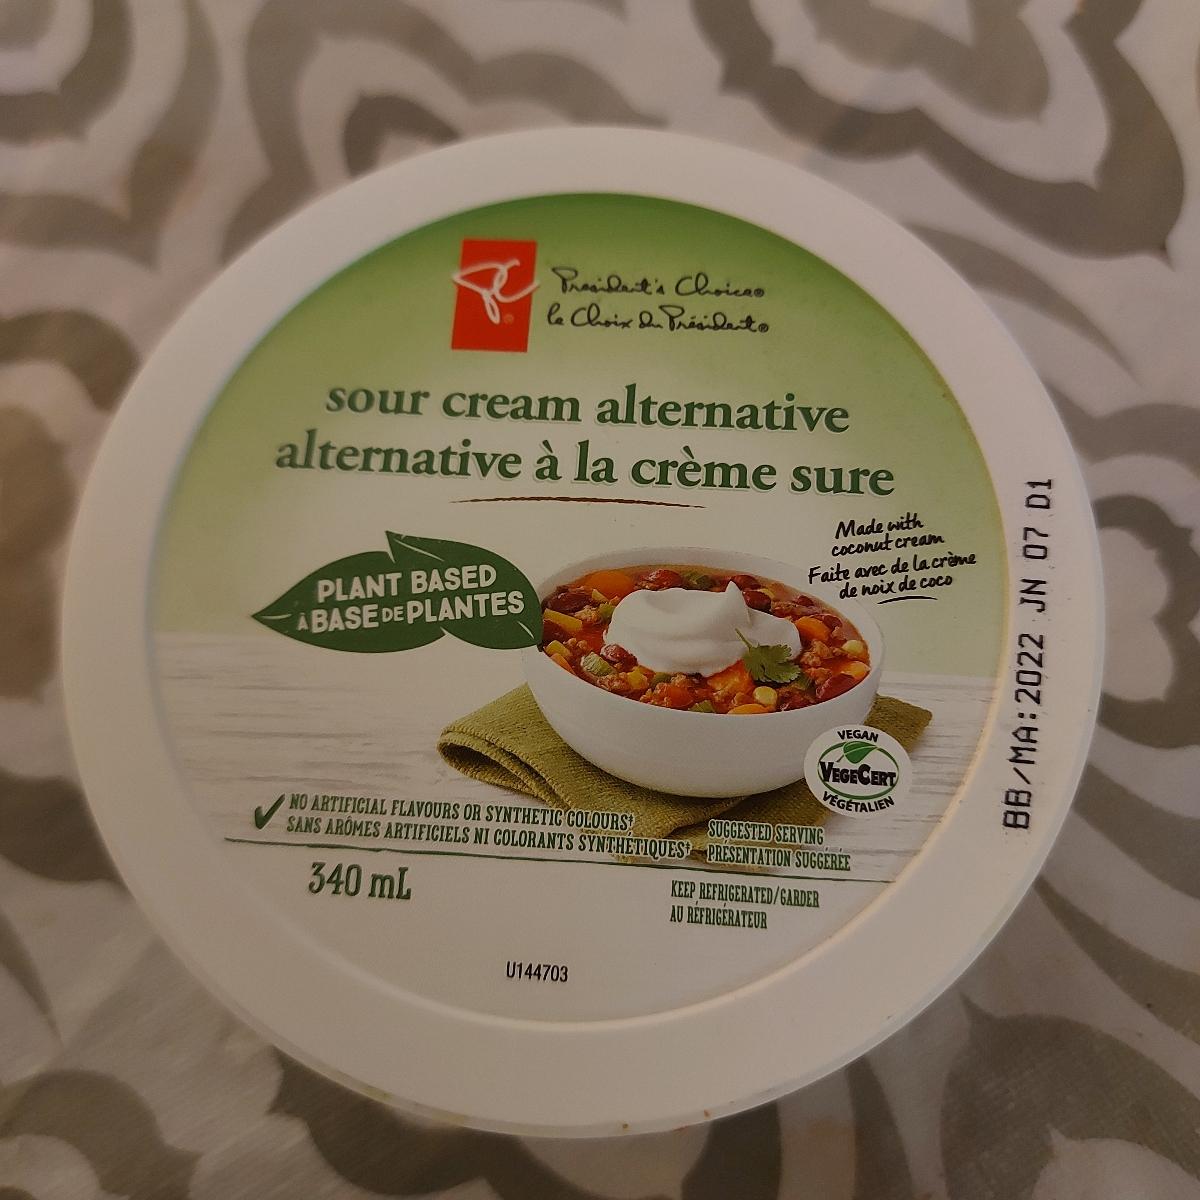 President's Choice®
le Choix du Président®
sour cream alternative
alternative à la crème sure
Made with
coconut cream
Faite avec de la crème
de noix de coco
PLANT BASED
À BASE DE PLANTES
VEGAN
VEGECERT
VÉGÉTALIEN
✓ NO ARTIFICIAL FLAVOURS OR SYNTHETIC COLOURS‡
SANS ARÔMES ARTIFICIELS NI COLORANTS SYNTHÉTIQUES‡
SUGGESTED SERVING
PRÉSENTATION SUGGÉRÉE
340 mL
KEEP REFRIGERATED/GARDER
AU RÉFRIGÉRATEUR
U144703
BB/MA:2022 JN 07 D1